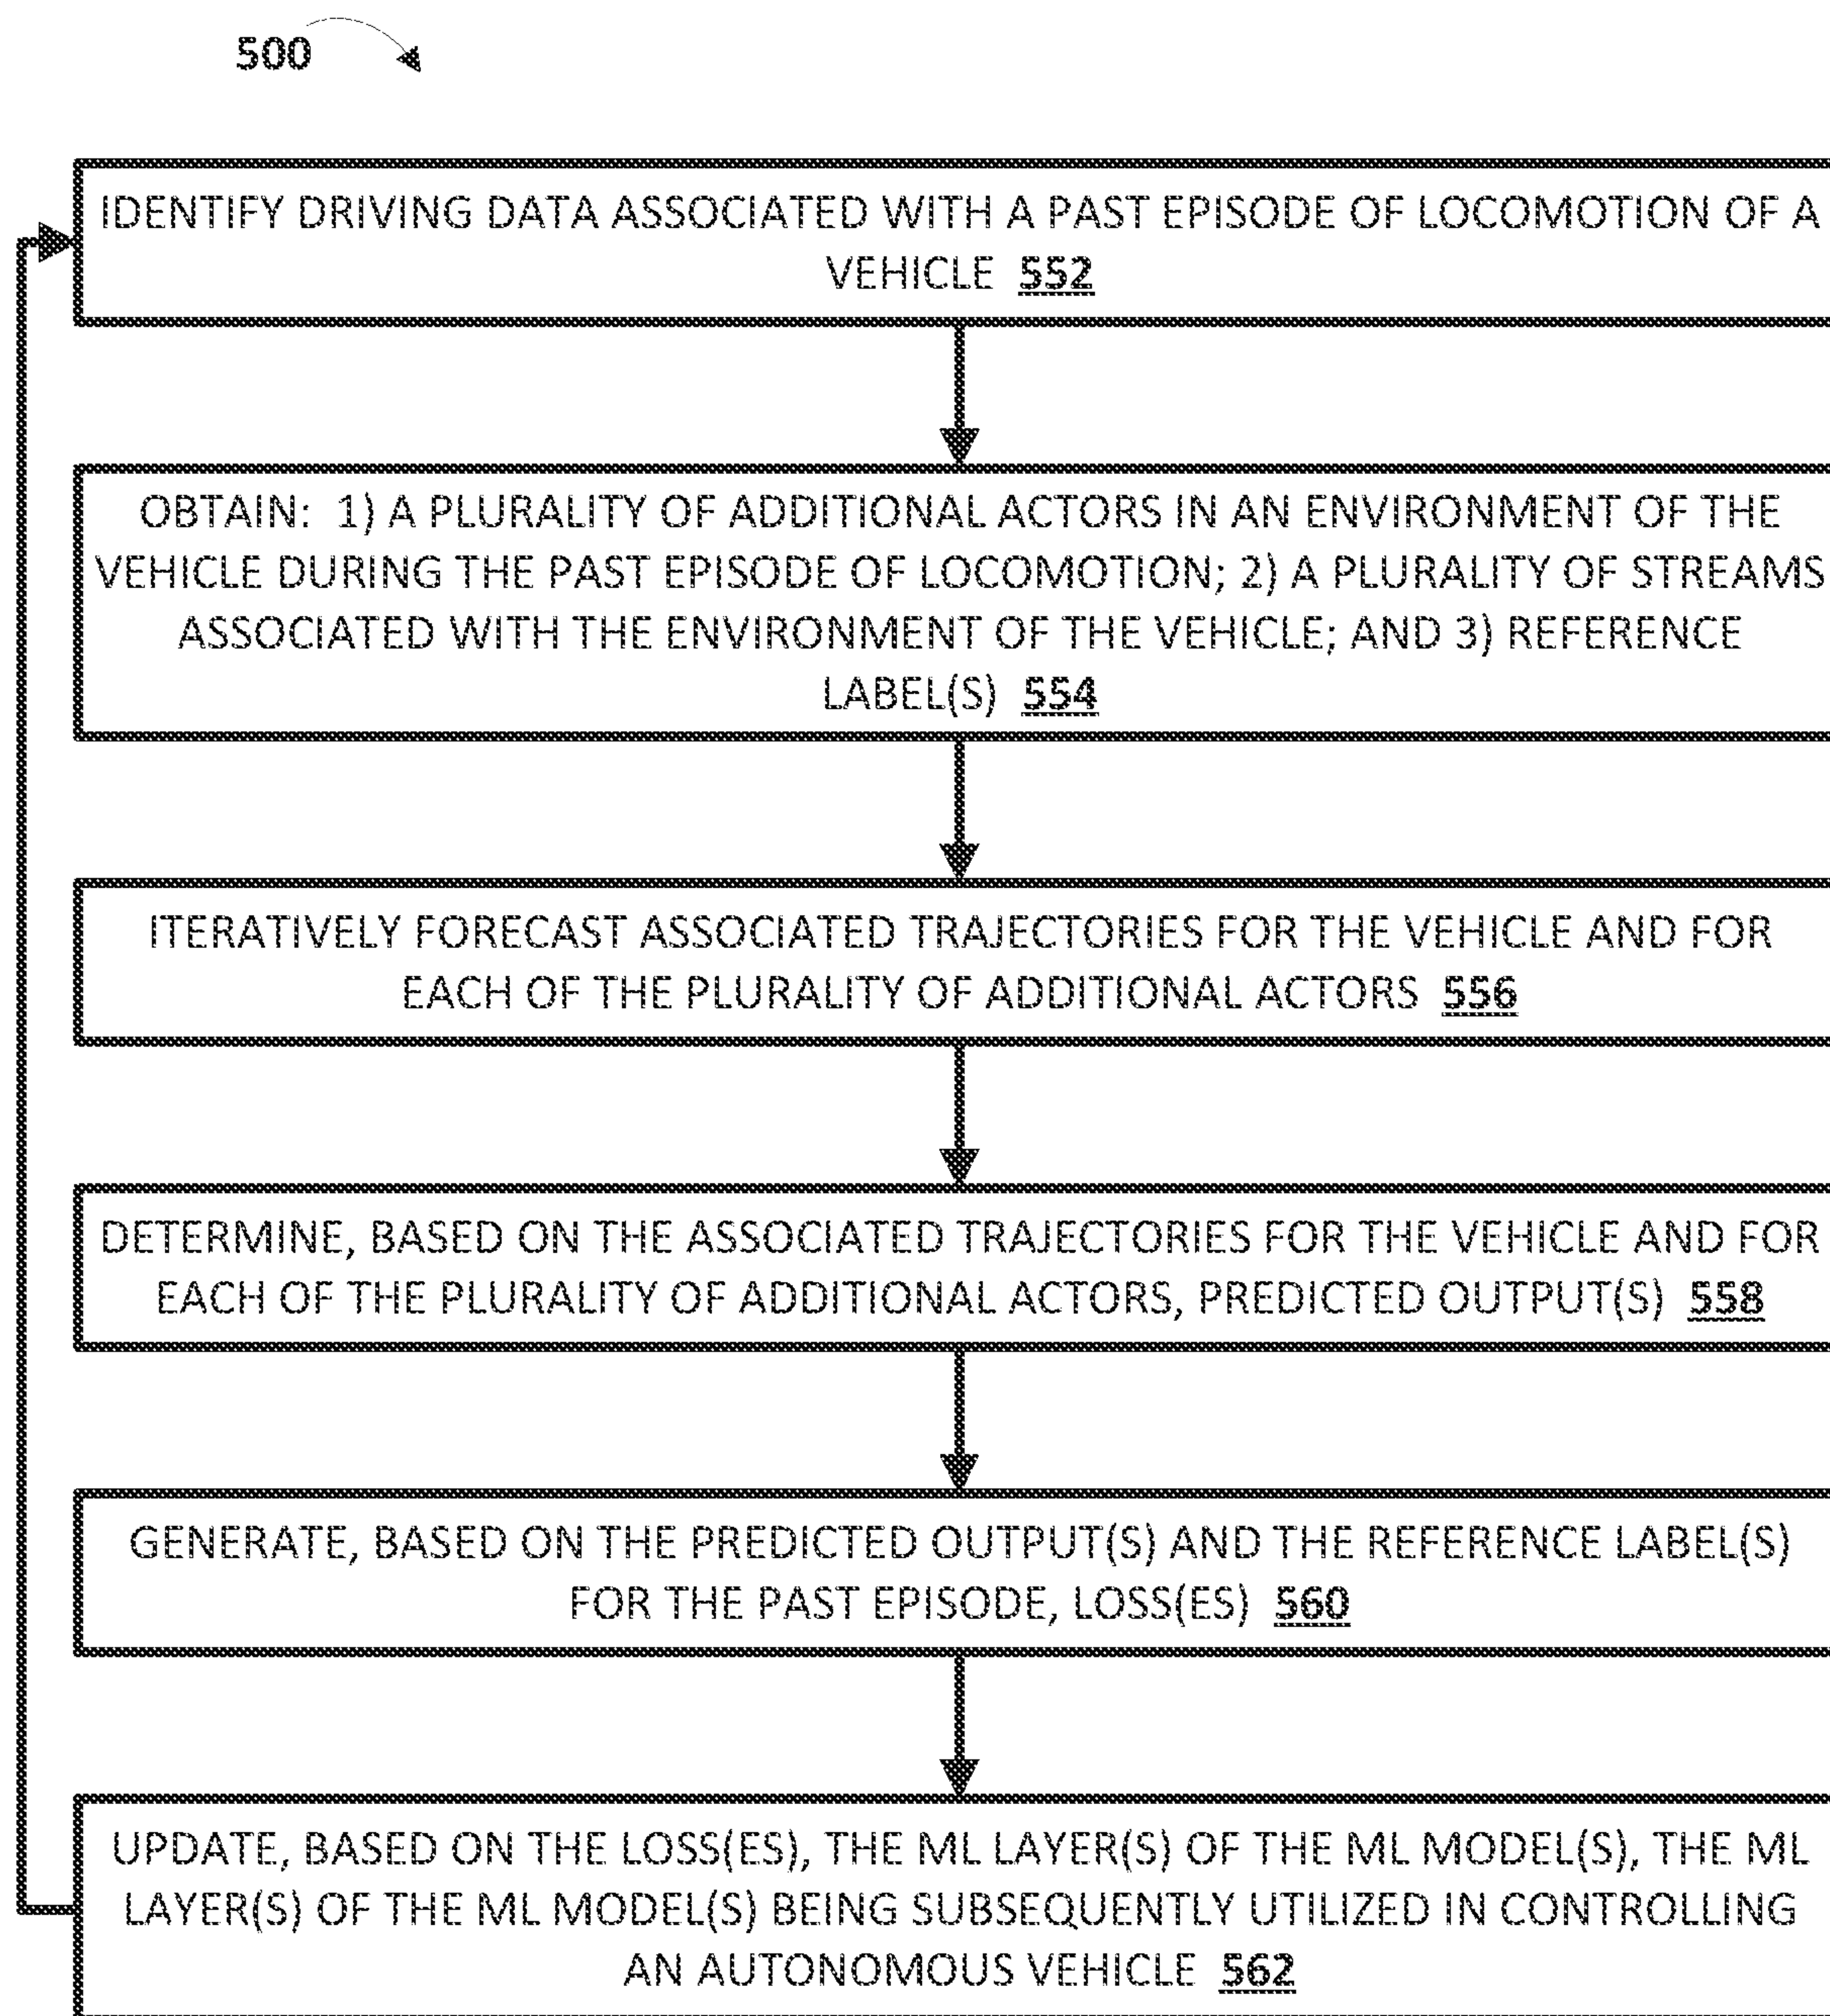 500
IDENTIFY DRIVING DATA ASSOCIATED WITH A PAST EPISODE OF LOCOMOTION OF A
VEHICLE 552
OBTAIN: 1) A PLURALITY OF ADDITIONAL ACTORS IN AN ENVIRONMENT OF THE
VEHICLE DURING THE PAST EPISODE OF LOCOMOTION; 2) A PLURALITY OF STREAMS
ASSOCIATED WITH THE ENVIRONMENT OF THE VEHICLE; AND 3) REFERENCE
LABEL(S) 554
ITERATIVELY FORECAST ASSOCIATED TRAJECTORIES FOR THE VEHICLE AND FOR
EACH OF THE PLURALITY OF ADDITIONAL ACTORS 556
DETERMINE, BASED ON THE ASSOCIATED TRAJECTORIES FOR THE VEHICLE AND FOR
EACH OF THE PLURALITY OF ADDITIONAL ACTORS, PREDICTED OUTPUT(S) 558
GENERATE, BASED ON THE PREDICTED OUTPUT(S) AND THE REFERENCE LABEL(S)
FOR THE PAST EPISODE, LOSS(ES) 560
UPDATE, BASED ON THE LOSS(ES), THE ML LAYER(S) OF THE ML MODEL(S), THE ML
LAYER(S) OF THE ML MODEL(S) BEING SUBSEQUENTLY UTILIZED IN CONTROLLING
AN AUTONOMOUS VEHICLE 562